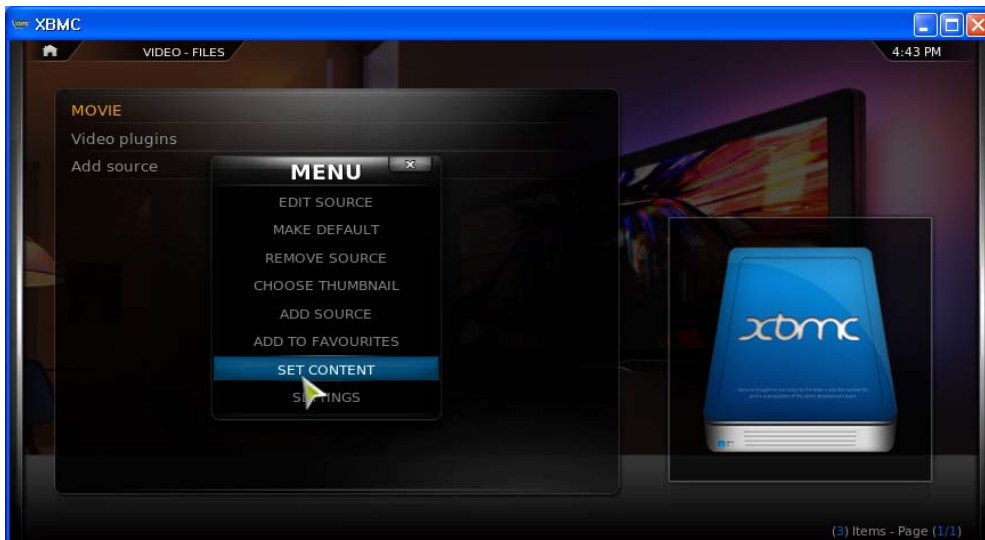 XBMC
VIDEO - FILES
4:43 PM
MOVIE
Video plugins
Add source
MENU
EDIT SOURCE
MAKE DEFAULT
REMOVE SOURCE
CHOOSE THUMBNAIL
ADD SOURCE
ADD TO FAVOURITES
SET CONTENT
SETTINGS
xbmc
(3) Items - Page (1/1)